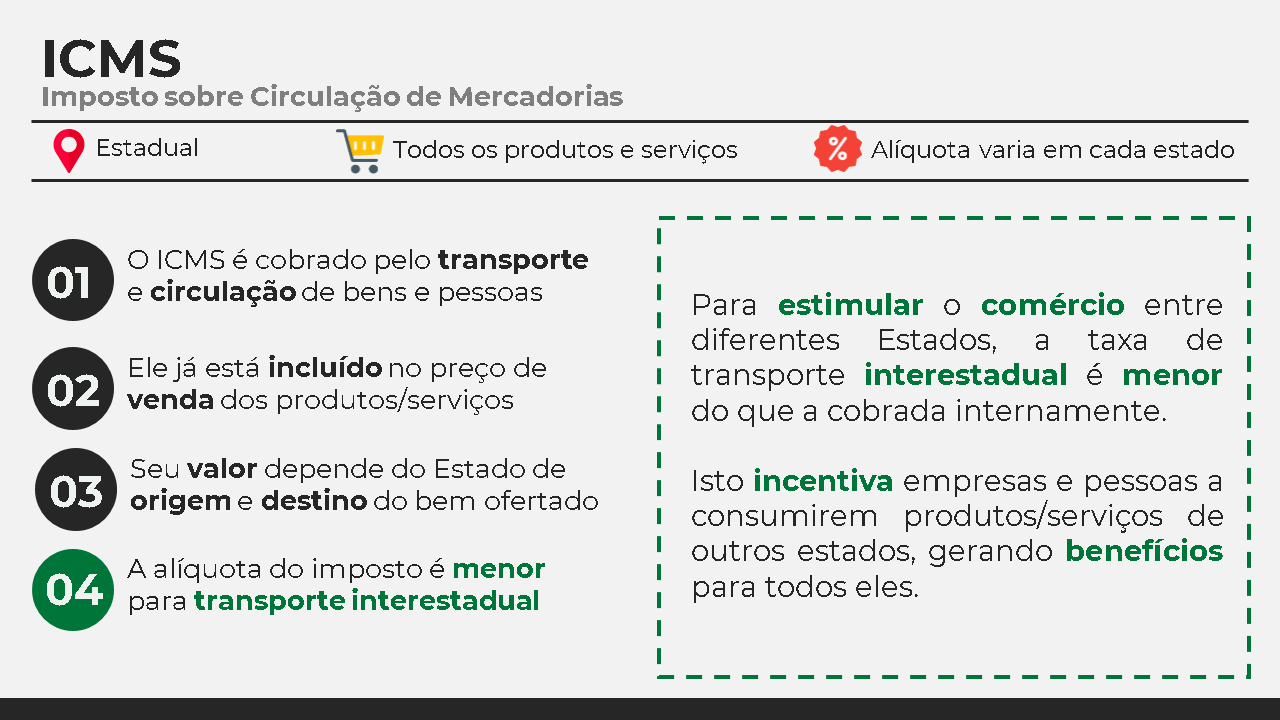 ICMS
Imposto sobre Circulação de Mercadorias
Estadual
Todos os produtos e serviços
%
Alíquota varia em cada estado
01
O ICMS é cobrado pelo transporte
e circulação de bens e pessoas
02
Ele já está incluído no preço de
venda dos produtos/serviços
03
Seu valor depende do Estado de
origem e destino do bem ofertado
04
A alíquota do imposto é menor
para transporte interestadual
Para estimular o comércio entre
diferentes Estados, a taxa de
transporte interestadual é menor
do que a cobrada internamente.
Isto incentiva empresas e pessoas a
consumirem produtos/serviços de
outros estados, gerando benefícios
para todos eles.